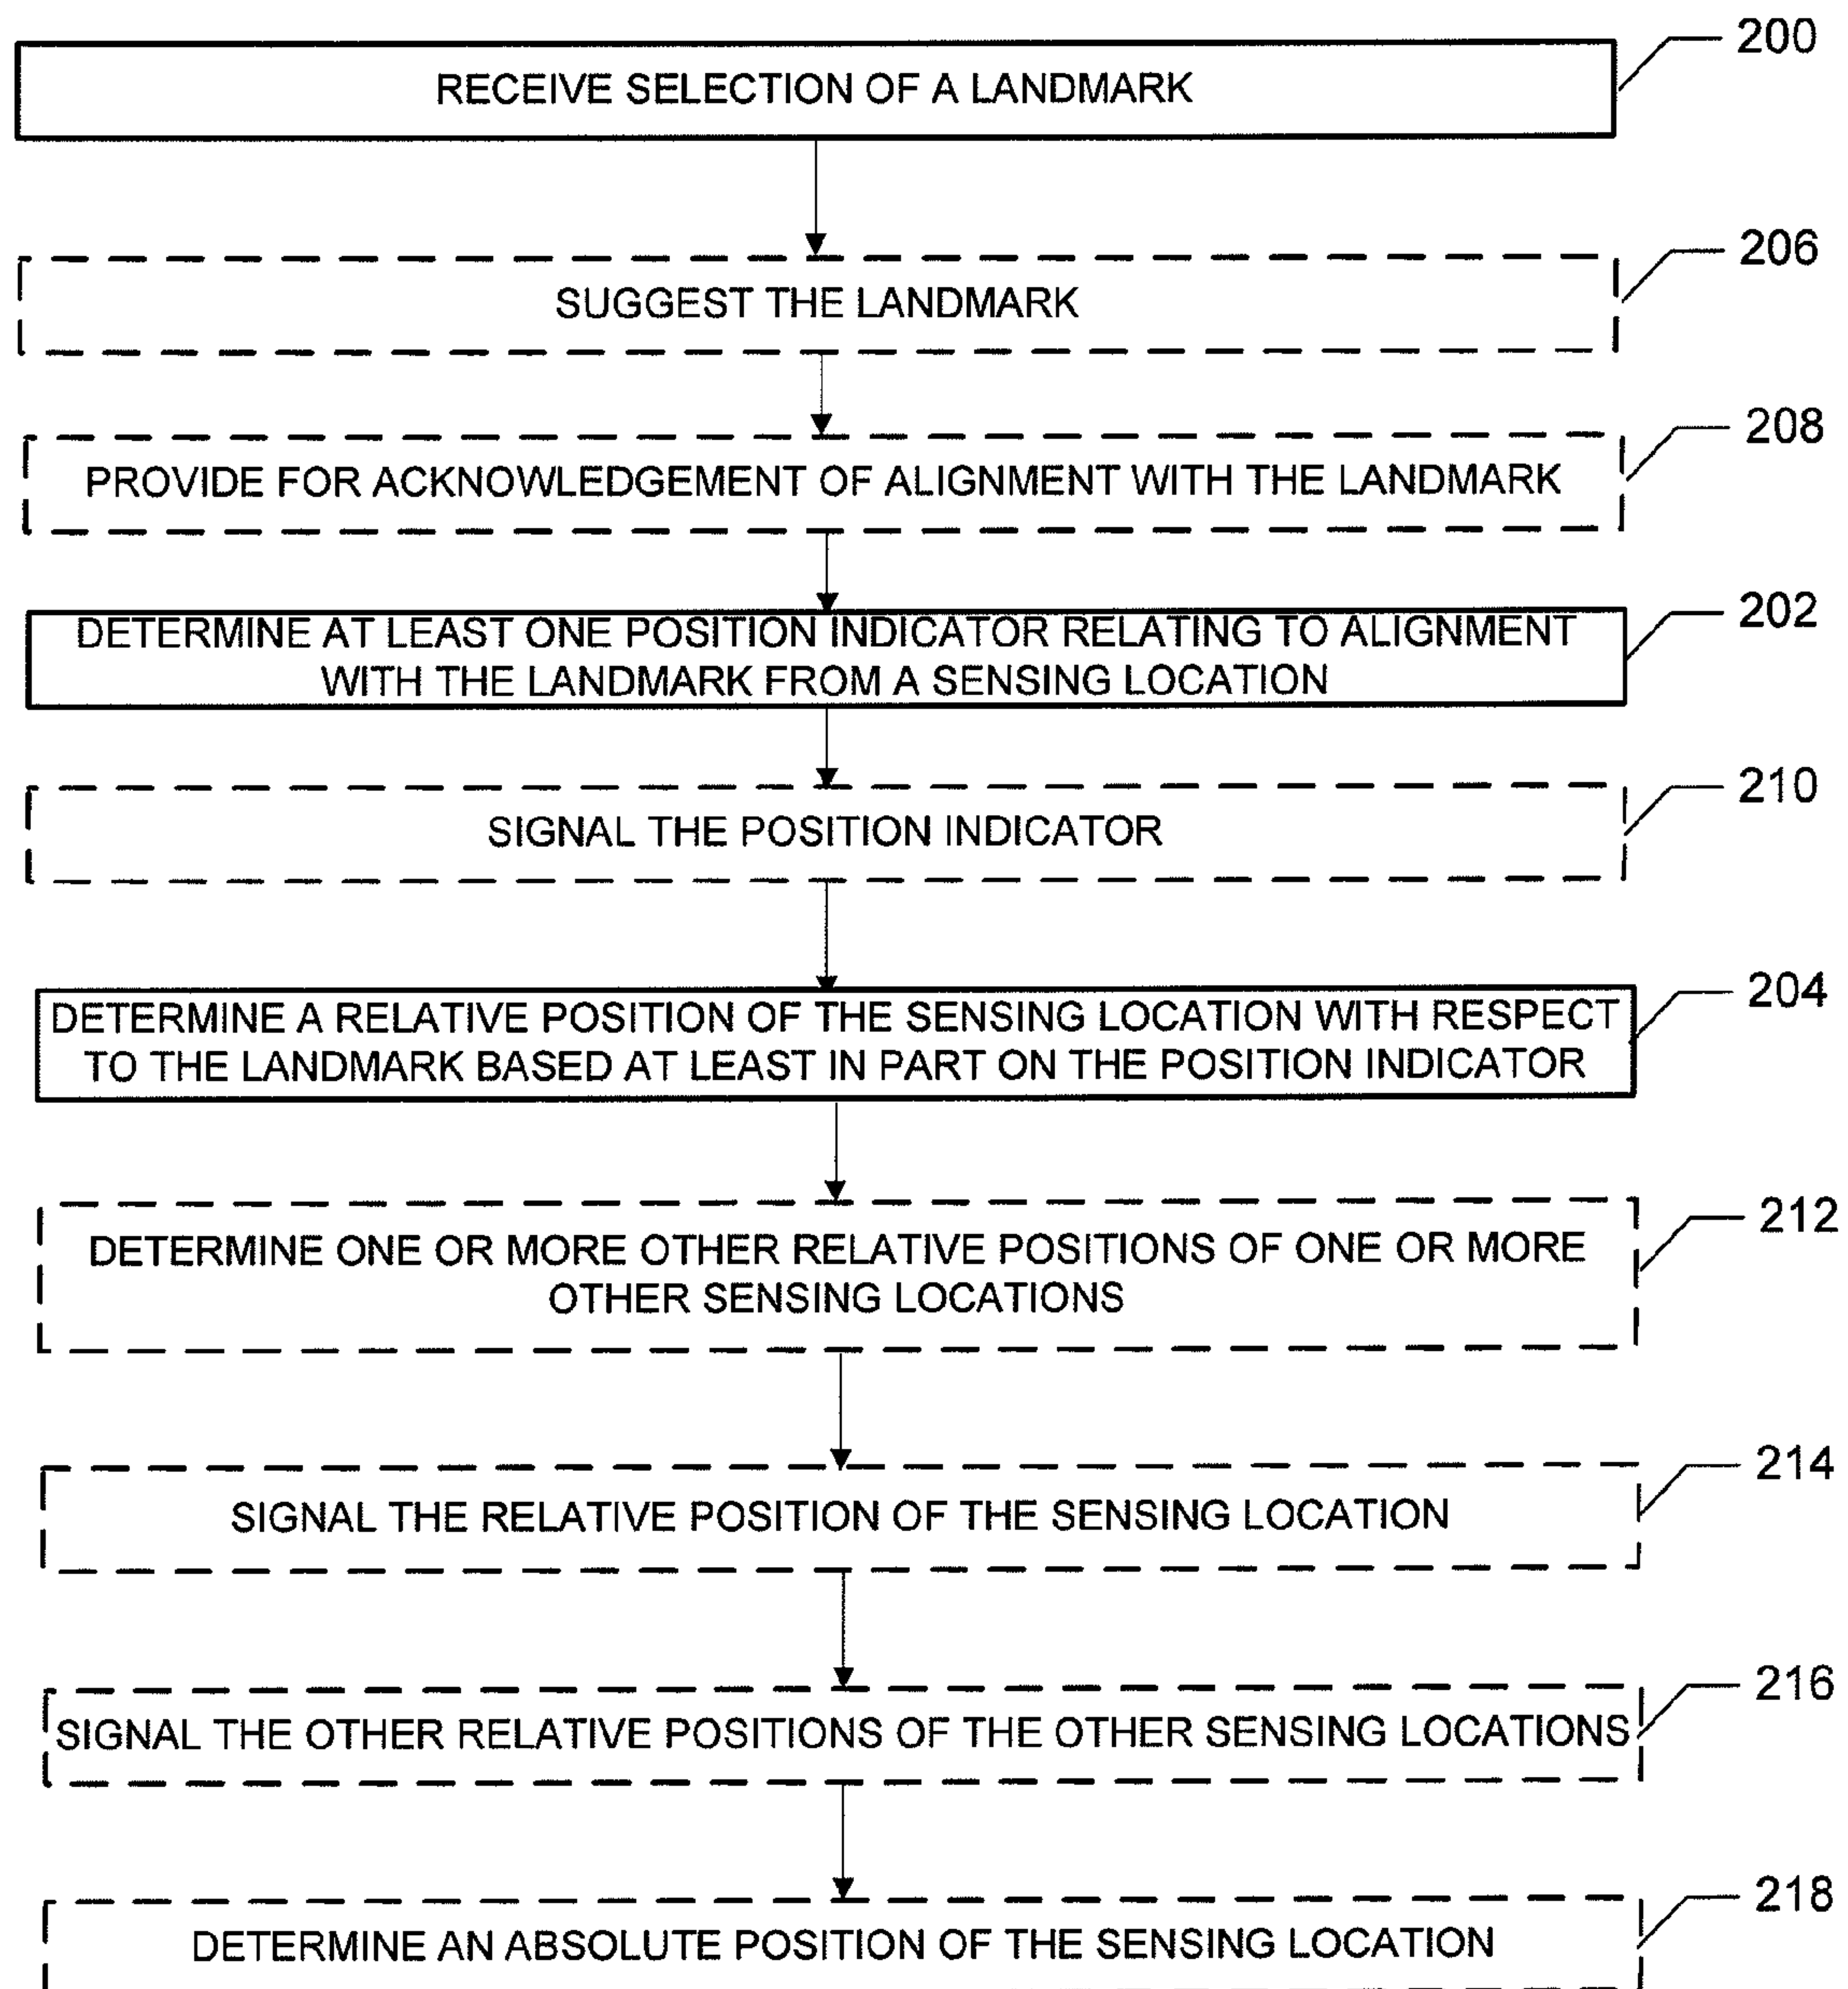 200
RECEIVE SELECTION OF A LANDMARK
206
SUGGEST THE LANDMARK
208
PROVIDE FOR ACKNOWLEDGEMENT OF ALIGNMENT WITH THE LANDMARK
202
DETERMINE AT LEAST ONE POSITION INDICATOR RELATING TO ALIGNMENT
WITH THE LANDMARK FROM A SENSING LOCATION
210
SIGNAL THE POSITION INDICATOR
204
DETERMINE A RELATIVE POSITION OF THE SENSING LOCATION WITH RESPECT
TO THE LANDMARK BASED AT LEAST IN PART ON THE POSITION INDICATOR
212
DETERMINE ONE OR MORE OTHER RELATIVE POSITIONS OF ONE OR MORE
OTHER SENSING LOCATIONS
214
SIGNAL THE RELATIVE POSITION OF THE SENSING LOCATION
216
SIGNAL THE OTHER RELATIVE POSITIONS OF THE OTHER SENSING LOCATIONS
218
DETERMINE AN ABSOLUTE POSITION OF THE SENSING LOCATION